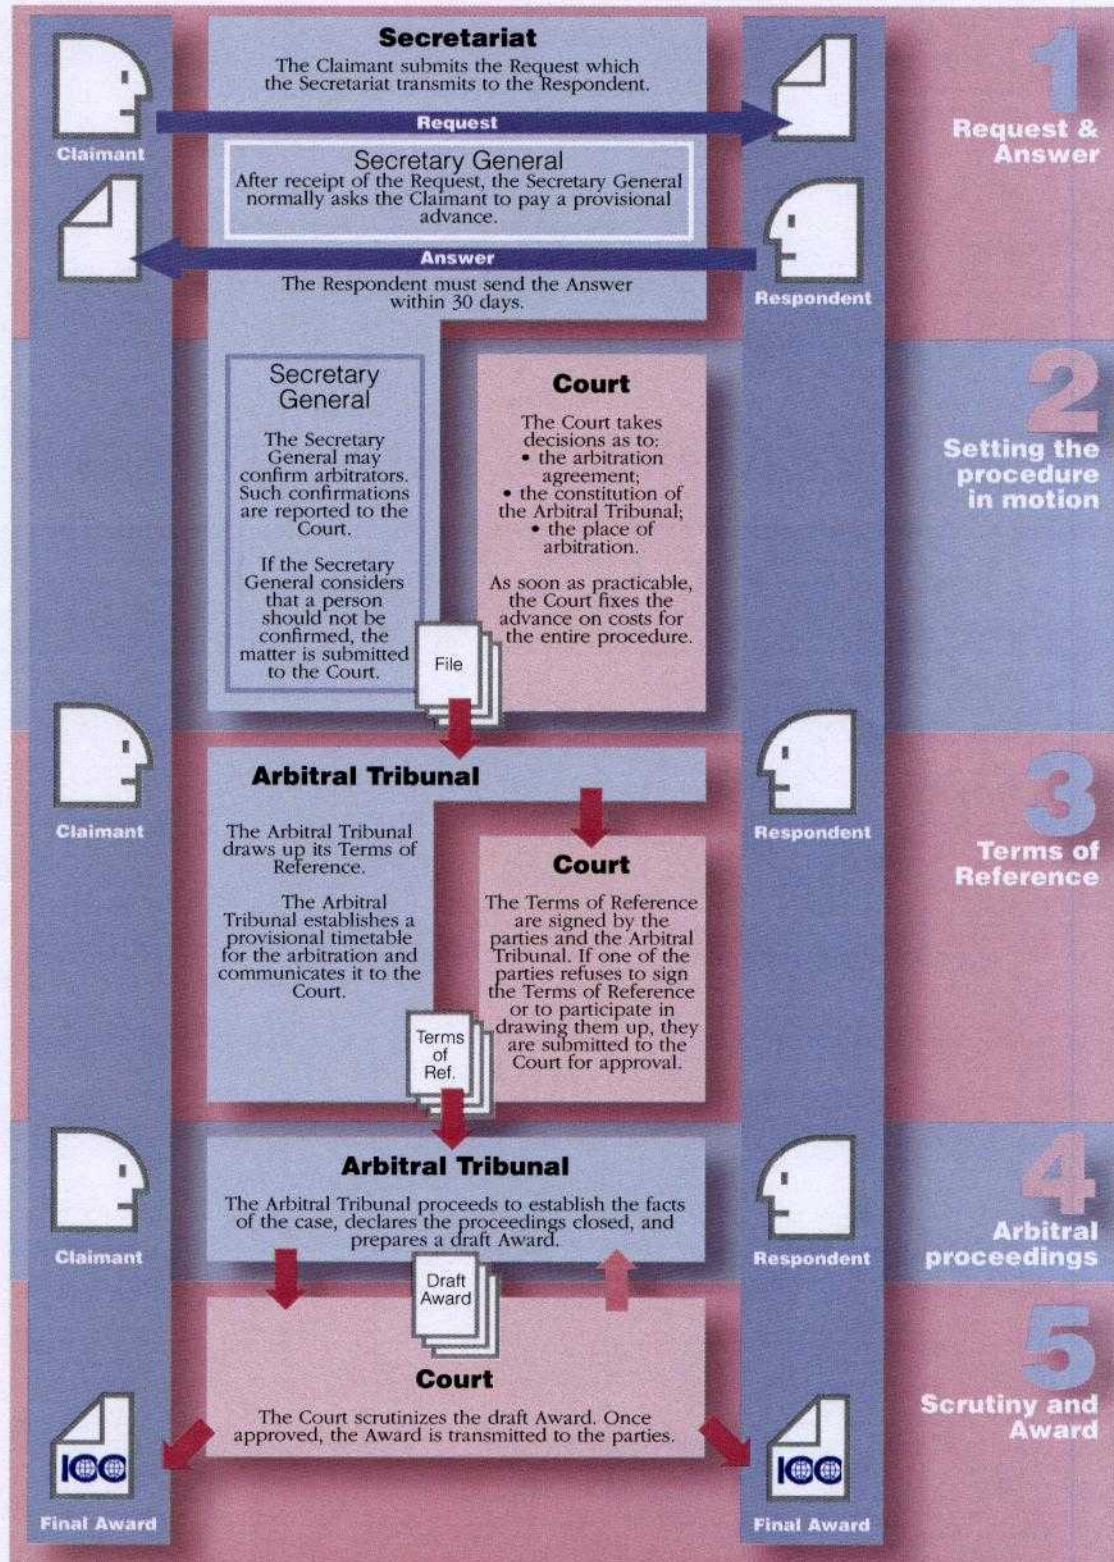 Secretariat
The Claimant submits the Request which
the Secretariat transmits to the Respondent.
Request
Claimant
1
Request &
Answer
Secretary General
After receipt of the Request, the Secretary General
normally asks the Claimant to pay a provisional
advance.
Answer
The Respondent must send the Answer
within 30 days.
Respondent
Secretary
General
The Secretary
General may
confirm arbitrators.
Such confirmations
are reported to the
Court.
If the Secretary
General considers
that a person
should not be
confirmed, the
matter is submitted
to the Court.
Court
The Court takes
decisions as to:
• the arbitration
agreement;
• the constitution of
the Arbitral Tribunal;
• the place of
arbitration.
As soon as practicable,
the Court fixes the
advance on costs for
the entire procedure.
2
Setting the
procedure
in motion
File
Claimant
Arbitral Tribunal
The Arbitral Tribunal
draws up its Terms of
Reference.
The Arbitral
Tribunal establishes a
provisional timetable
for the arbitration and
communicates it to the
Court.
Court
The Terms of Reference
are signed by the
parties and the Arbitral
Tribunal. If one of the
parties refuses to sign
the Terms of Reference
or to participate in
drawing them up, they
are submitted to the
Court for approval.
Respondent
3
Terms of
Reference
Terms
of
Ref.
Claimant
Arbitral Tribunal
The Arbitral Tribunal proceeds to establish the facts
of the case, declares the proceedings closed, and
prepares a draft Award.
Respondent
4
Arbitral
proceedings
Draft
Award
Court
The Court scrutinizes the draft Award. Once
approved, the Award is transmitted to the parties.
5
Scrutiny and
Award
ICC
Final Award
ICC
Final Award